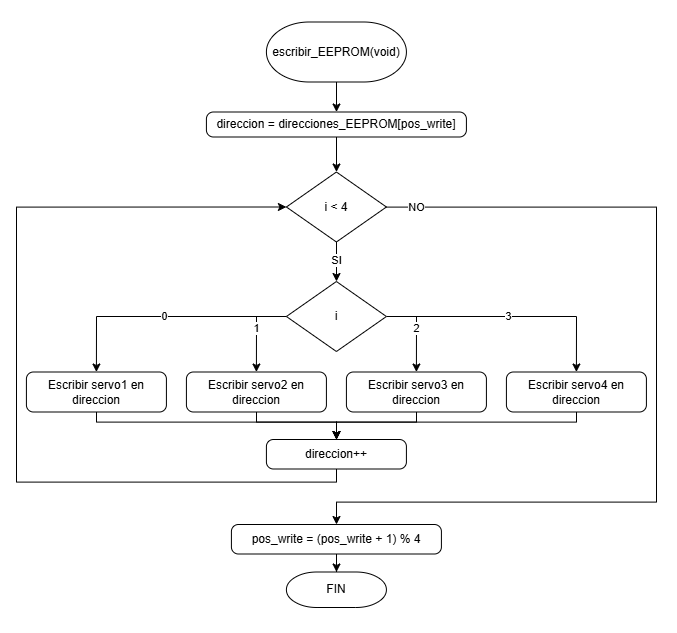 escribir_EEPROM(void)
direccion = direcciones_EEPROM[pos_write]
i < 4
NO
SI
i
0
1
2
3
Escribir servo1 en
direccion
Escribir servo2 en
direccion
Escribir servo3 en
direccion
Escribir servo4 en
direccion
direccion++
pos_write = (pos_write + 1) % 4
FIN